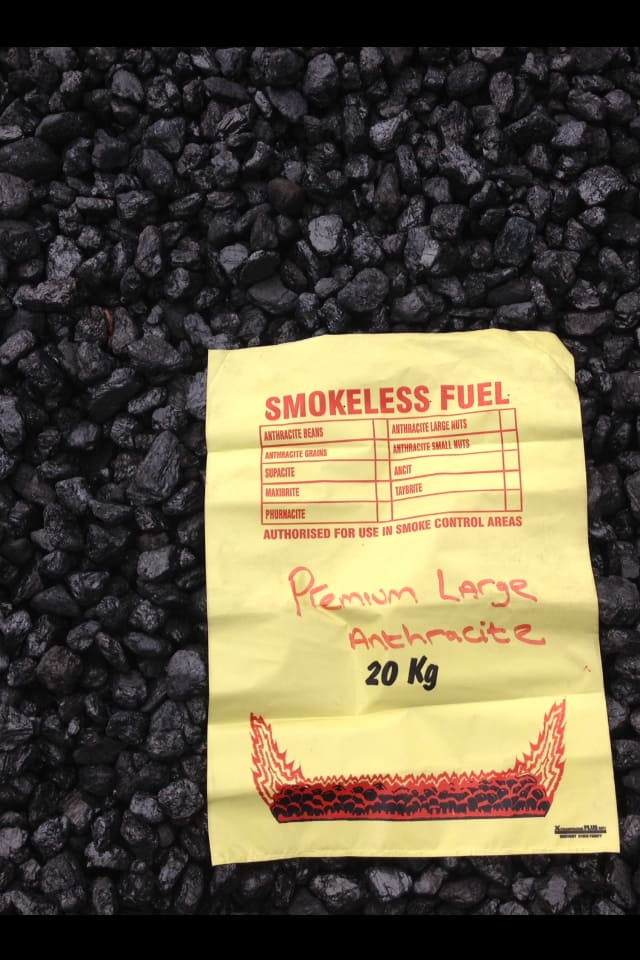 SMOKELESS FUEL
ANTHRACITE BEANS
ANTHRACITE LARGE NUTS
ANTHRACITE GRAINS
ANTHRACITE SMALL NUTS
SUPACITE
ANCIT
MAXIBRITE
TAYBRITE
PHURNACITE
AUTHORISED FOR USE IN SMOKE CONTROL AREAS
Premium Large
Anthracite
20 Kg